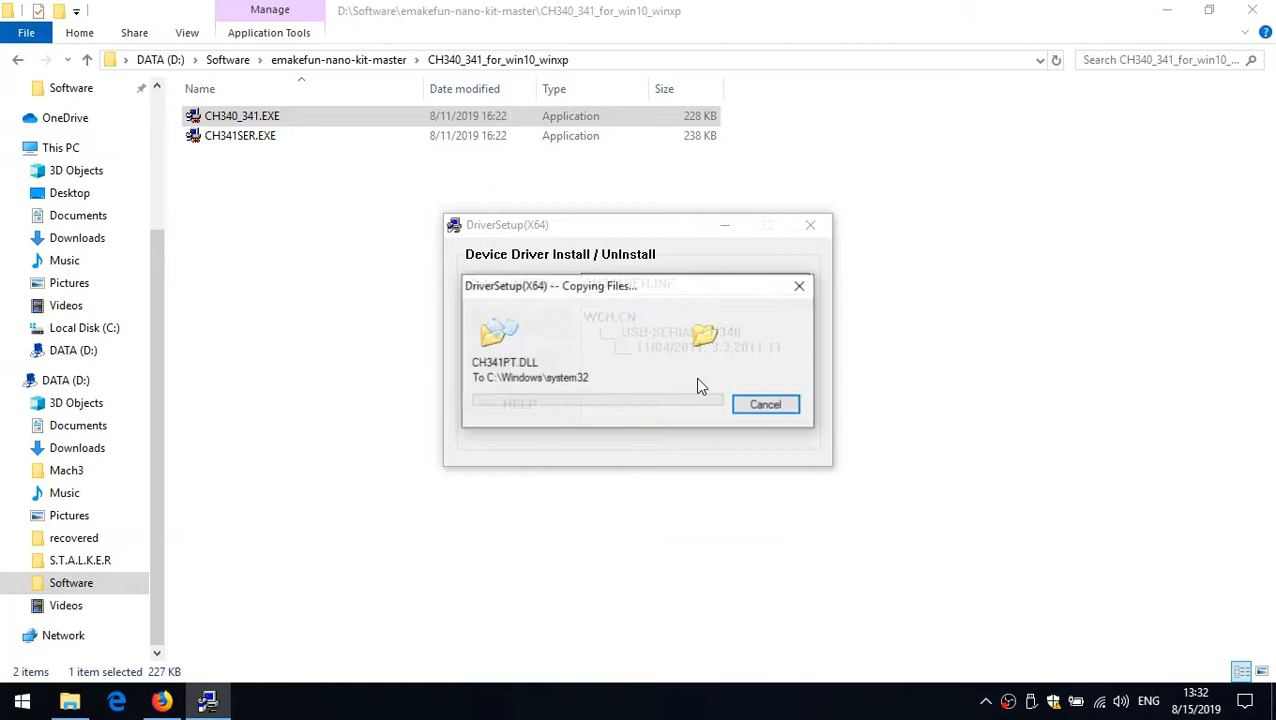 Manage
D:\Software\emakefun-nano-kit-master\CH340_341_for_win10_winxp
File
Home
Share
View
Application Tools
DATA (D:)
Software
emakefun-nano-kit-master
CH340_341_for_win10_winxp
Search CH340_341_for_win10_...
Name
Date modified
Type
Size
CH340_341.EXE
8/11/2019 16:22
Application
228 KB
CH341SER.EXE
8/11/2019 16:22
Application
238 KB
Software
OneDrive
This PC
3D Objects
Desktop
Documents
Downloads
Music
Pictures
Videos
Local Disk (C:)
DATA (D:)
DATA (D:)
3D Objects
Documents
Downloads
Mach3
Music
Pictures
recovered
S.T.A.L.K.E.R
Software
Videos
Network
DriverSetup(X64)
Device Driver Install / UnInstall
DriverSetup(X64) -- Copying Files...
WCH.CN
CH341PT.DLL
To C:\Windows\system32
HELP
Cancel
2 items
1 item selected
227 KB
ENG
13:32
8/15/2019